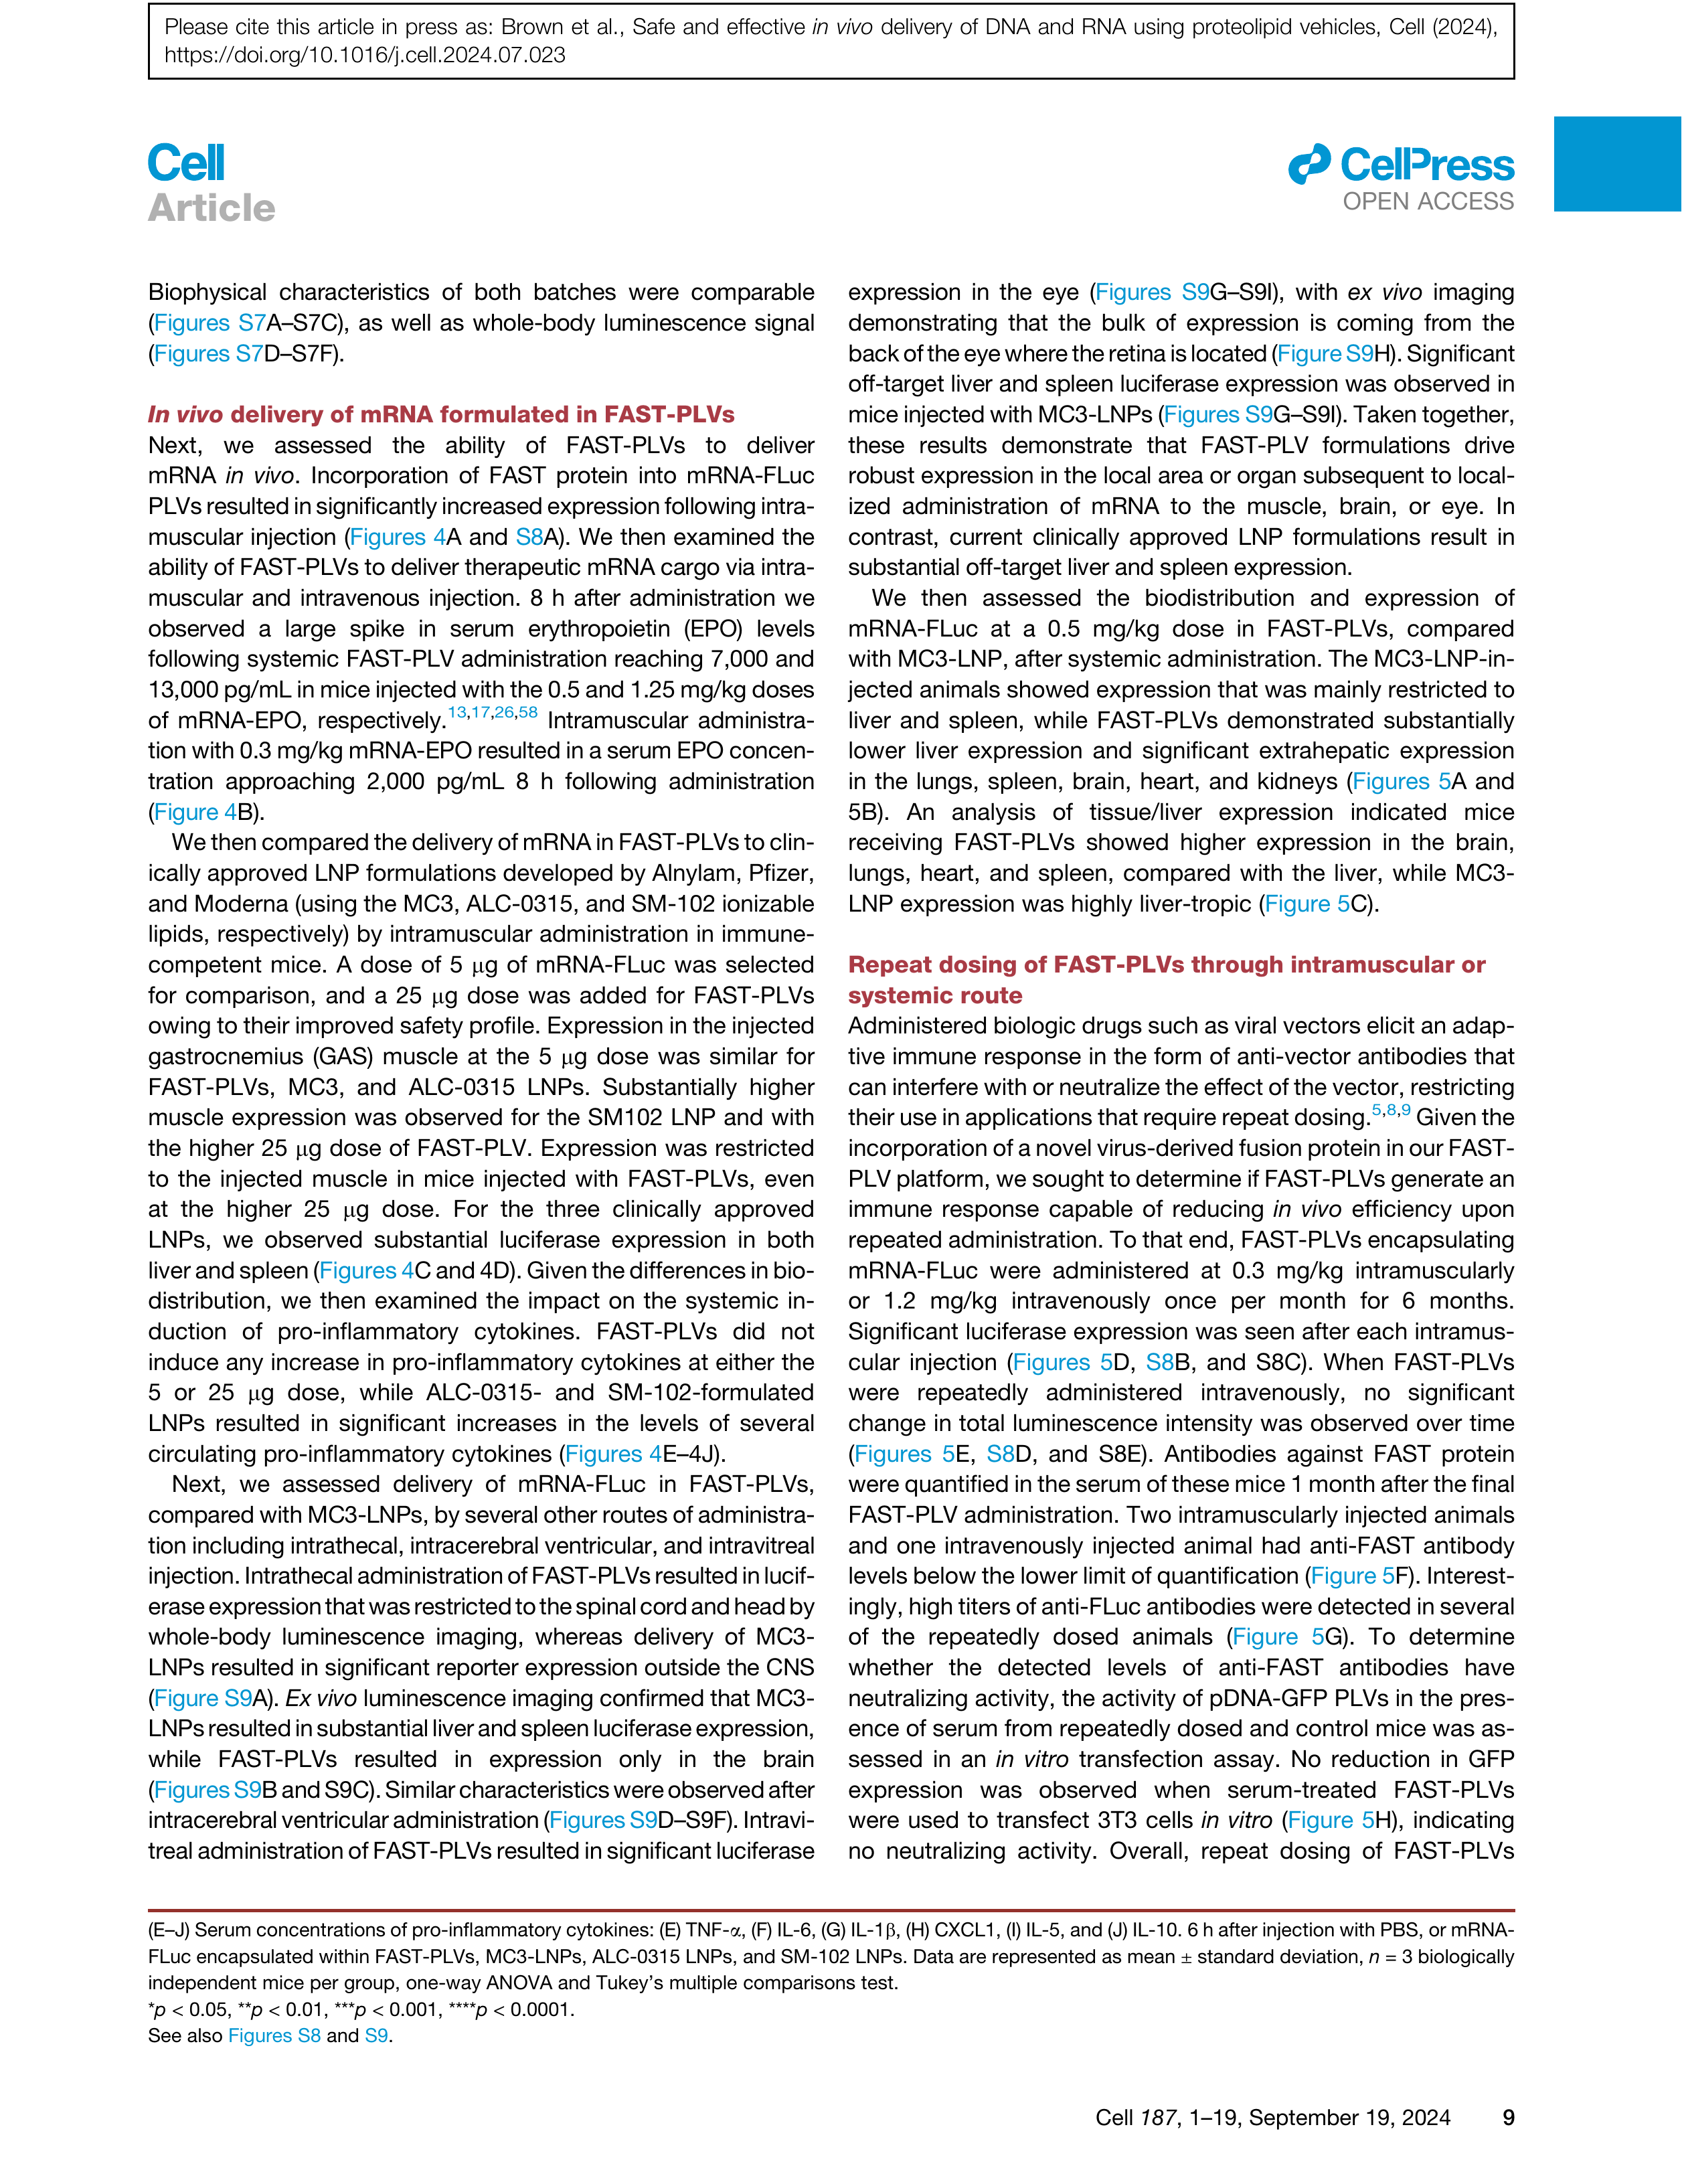 Please cite this article in press as: Brown et al., Safe and effective in vivo delivery of DNA and RNA using proteolipid vehicles, Cell (2024),
https://doi.org/10.1016/j.cell.2024.07.023
Cell
Article
CellPress
OPEN ACCESS
Biophysical characteristics of both batches were comparable
(Figures S7A–S7C), as well as whole-body luminescence signal
(Figures S7D–S7F).
In vivo delivery of mRNA formulated in FAST-PLVs
Next, we assessed the ability of FAST-PLVs to deliver
mRNA in vivo. Incorporation of FAST protein into mRNA-FLuc
PLVs resulted in significantly increased expression following intra-
muscular injection (Figures 4A and S8A). We then examined the
ability of FAST-PLVs to deliver therapeutic mRNA cargo via intra-
muscular and intravenous injection. 8 h after administration we
observed a large spike in serum erythropoietin (EPO) levels
following systemic FAST-PLV administration reaching 7,000 and
13,000 pg/mL in mice injected with the 0.5 and 1.25 mg/kg doses
of mRNA-EPO, respectively.13,17,26,58 Intramuscular administra-
tion with 0.3 mg/kg mRNA-EPO resulted in a serum EPO concen-
tration approaching 2,000 pg/mL 8 h following administration
(Figure 4B).
We then compared the delivery of mRNA in FAST-PLVs to clin-
ically approved LNP formulations developed by Alnylam, Pfizer,
and Moderna (using the MC3, ALC-0315, and SM-102 ionizable
lipids, respectively) by intramuscular administration in immune-
competent mice. A dose of 5 μg of mRNA-FLuc was selected
for comparison, and a 25 μg dose was added for FAST-PLVs
owing to their improved safety profile. Expression in the injected
gastrocnemius (GAS) muscle at the 5 μg dose was similar for
FAST-PLVs, MC3, and ALC-0315 LNPs. Substantially higher
muscle expression was observed for the SM102 LNP and with
the higher 25 μg dose of FAST-PLV. Expression was restricted
to the injected muscle in mice injected with FAST-PLVs, even
at the higher 25 μg dose. For the three clinically approved
LNPs, we observed substantial luciferase expression in both
liver and spleen (Figures 4C and 4D). Given the differences in bio-
distribution, we then examined the impact on the systemic in-
duction of pro-inflammatory cytokines. FAST-PLVs did not
induce any increase in pro-inflammatory cytokines at either the
5 or 25 μg dose, while ALC-0315- and SM-102-formulated
LNPs resulted in significant increases in the levels of several
circulating pro-inflammatory cytokines (Figures 4E–4J).
Next, we assessed delivery of mRNA-FLuc in FAST-PLVs,
compared with MC3-LNPs, by several other routes of administra-
tion including intrathecal, intracerebral ventricular, and intravitreal
injection. Intrathecal administration of FAST-PLVs resulted in lucif-
erase expression that was restricted to the spinal cord and head by
whole-body luminescence imaging, whereas delivery of MC3-
LNPs resulted in significant reporter expression outside the CNS
(Figure S9A). Ex vivo luminescence imaging confirmed that MC3-
LNPs resulted in substantial liver and spleen luciferase expression,
while FAST-PLVs resulted in expression only in the brain
(Figures S9B and S9C). Similar characteristics were observed after
intracerebral ventricular administration (Figures S9D–S9F). Intravi-
treal administration of FAST-PLVs resulted in significant luciferase
expression in the eye (Figures S9G–S9I), with ex vivo imaging
demonstrating that the bulk of expression is coming from the
back of the eye where the retina is located (Figure S9H). Significant
off-target liver and spleen luciferase expression was observed in
mice injected with MC3-LNPs (Figures S9G–S9I). Taken together,
these results demonstrate that FAST-PLV formulations drive
robust expression in the local area or organ subsequent to local-
ized administration of mRNA to the muscle, brain, or eye. In
contrast, current clinically approved LNP formulations result in
substantial off-target liver and spleen expression.
We then assessed the biodistribution and expression of
mRNA-FLuc at a 0.5 mg/kg dose in FAST-PLVs, compared
with MC3-LNP, after systemic administration. The MC3-LNP-in-
jected animals showed expression that was mainly restricted to
liver and spleen, while FAST-PLVs demonstrated substantially
lower liver expression and significant extrahepatic expression
in the lungs, spleen, brain, heart, and kidneys (Figures 5A and
5B). An analysis of tissue/liver expression indicated mice
receiving FAST-PLVs showed higher expression in the brain,
lungs, heart, and spleen, compared with the liver, while MC3-
LNP expression was highly liver-tropic (Figure 5C).
Repeat dosing of FAST-PLVs through intramuscular or
systemic route
Administered biologic drugs such as viral vectors elicit an adap-
tive immune response in the form of anti-vector antibodies that
can interfere with or neutralize the effect of the vector, restricting
their use in applications that require repeat dosing.5,8,9 Given the
incorporation of a novel virus-derived fusion protein in our FAST-
PLV platform, we sought to determine if FAST-PLVs generate an
immune response capable of reducing in vivo efficiency upon
repeated administration. To that end, FAST-PLVs encapsulating
mRNA-FLuc were administered at 0.3 mg/kg intramuscularly
or 1.2 mg/kg intravenously once per month for 6 months.
Significant luciferase expression was seen after each intramus-
cular injection (Figures 5D, S8B, and S8C). When FAST-PLVs
were repeatedly administered intravenously, no significant
change in total luminescence intensity was observed over time
(Figures 5E, S8D, and S8E). Antibodies against FAST protein
were quantified in the serum of these mice 1 month after the final
FAST-PLV administration. Two intramuscularly injected animals
and one intravenously injected animal had anti-FAST antibody
levels below the lower limit of quantification (Figure 5F). Interest-
ingly, high titers of anti-FLuc antibodies were detected in several
of the repeatedly dosed animals (Figure 5G). To determine
whether the detected levels of anti-FAST antibodies have
neutralizing activity, the activity of pDNA-GFP PLVs in the pres-
ence of serum from repeatedly dosed and control mice was as-
sessed in an in vitro transfection assay. No reduction in GFP
expression was observed when serum-treated FAST-PLVs
were used to transfect 3T3 cells in vitro (Figure 5H), indicating
no neutralizing activity. Overall, repeat dosing of FAST-PLVs
(E–J) Serum concentrations of pro-inflammatory cytokines: (E) TNF-α, (F) IL-6, (G) IL-1β, (H) CXCL1, (I) IL-5, and (J) IL-10. 6 h after injection with PBS, or mRNA-
FLuc encapsulated within FAST-PLVs, MC3-LNPs, ALC-0315 LNPs, and SM-102 LNPs. Data are represented as mean ± standard deviation, n = 3 biologically
independent mice per group, one-way ANOVA and Tukey's multiple comparisons test.
*p < 0.05, **p < 0.01, ***p < 0.001, ****p < 0.0001.
See also Figures S8 and S9.
Cell 187, 1–19, September 19, 2024 9